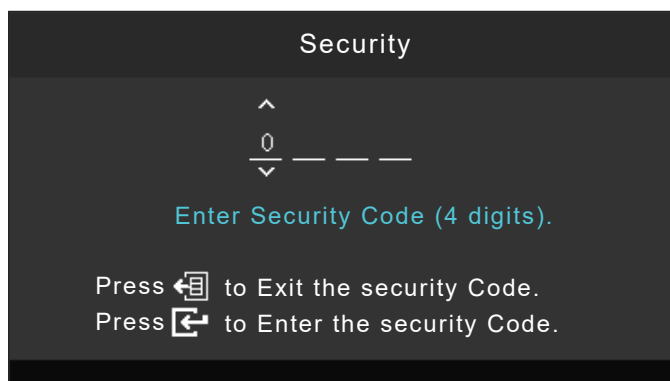 Security
0
Enter Security Code (4 digits).
Press to Exit the security Code.
Press to Enter the security Code.